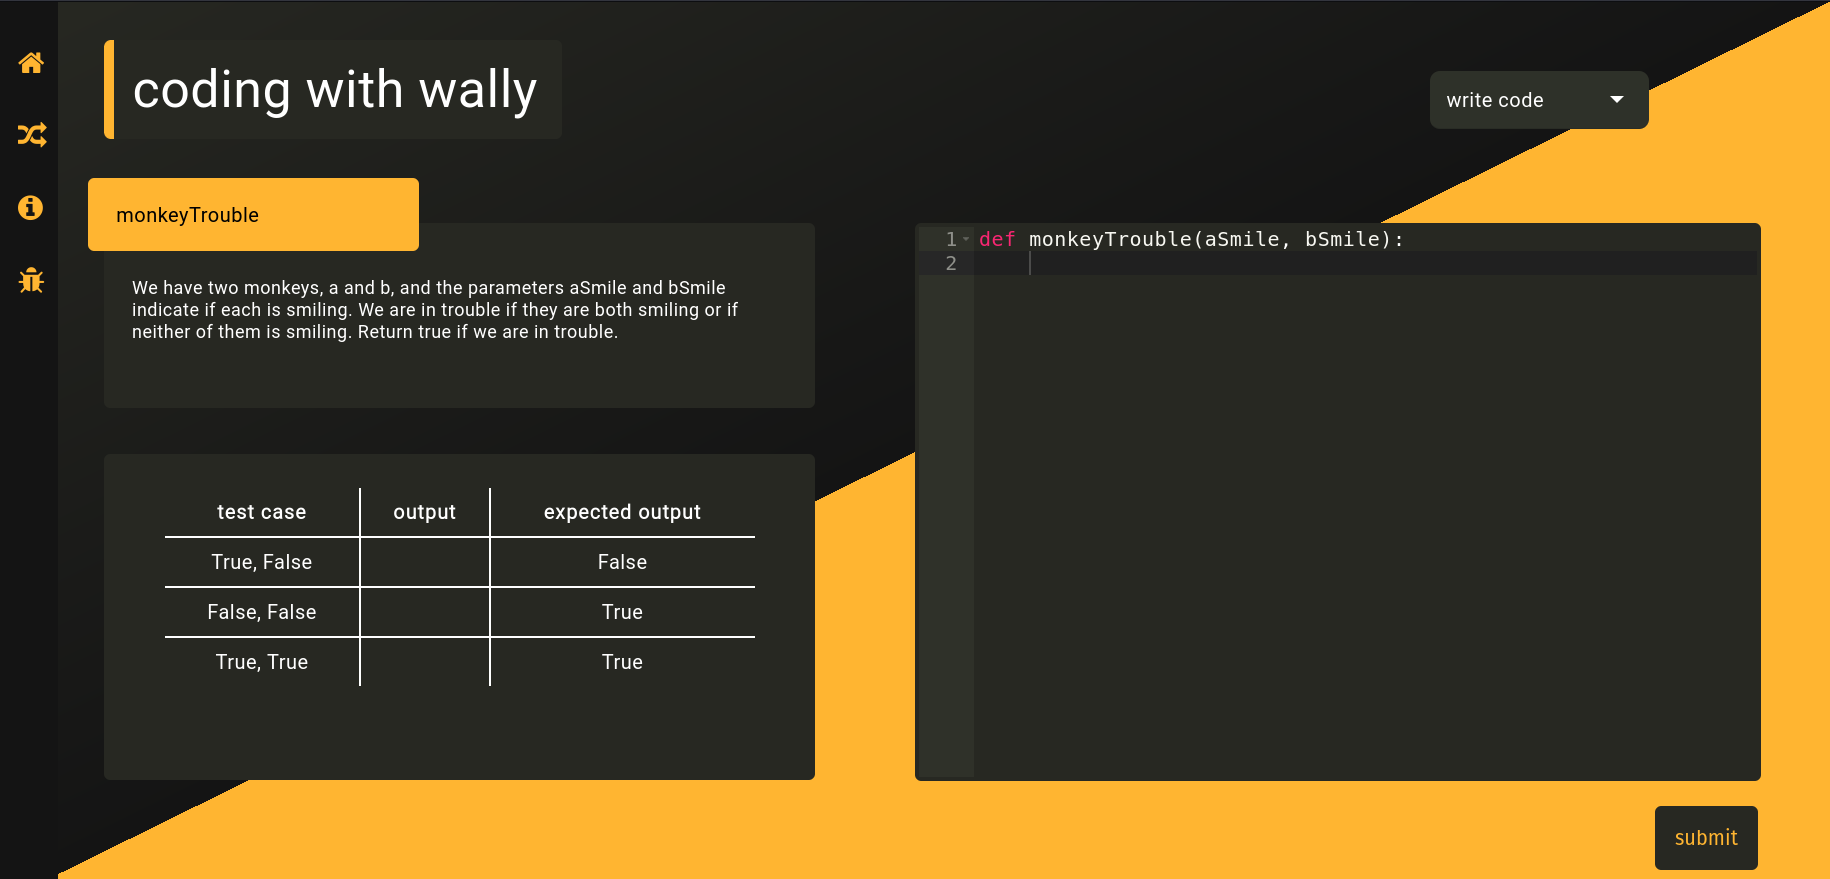 coding with wally
write code
monkeyTrouble
We have two monkeys, a and b, and the parameters aSmile and bSmile
indicate if each is smiling. We are in trouble if they are both smiling or if
neither of them is smiling. Return true if we are in trouble.
test case output expected output
True, False False
False, False True
True, True True
1 def monkeyTrouble(aSmile, bSmile):
2
submit